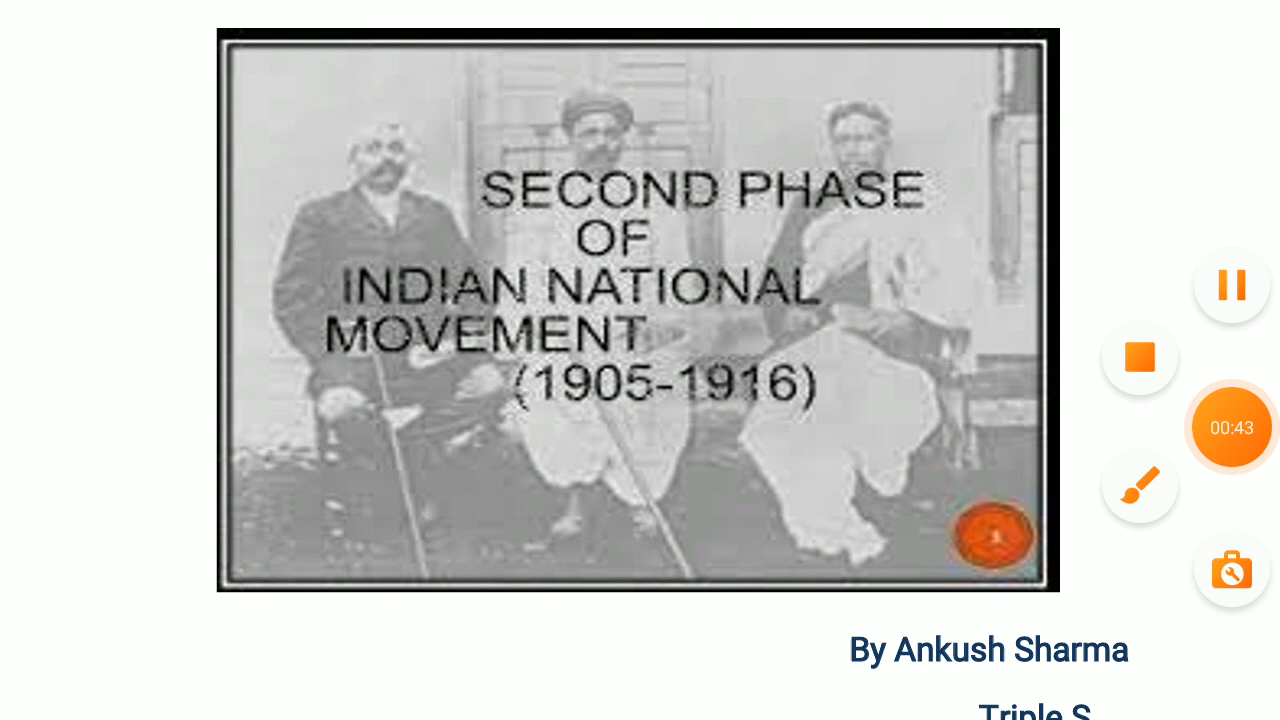 SECOND PHASE
OF
INDIAN NATIONAL
MOVEMENT
(1905-1916)
00:43
By Ankush Sharma
Triple S